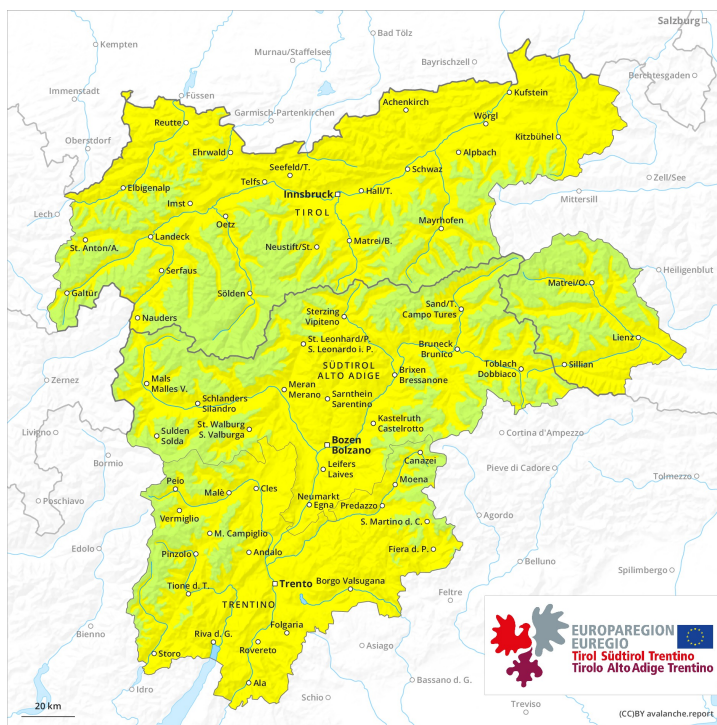 Salzburg
Kempten
Bad Tölz
Murnau/Staffelsee
Bayrischzell
Berchtesgaden
Immenstadt
Füssen
Kufstein
Achenkirch
Garmisch-Partenkirchen
Reutte
Wörgl
Oberstdorf
Kitzbühel
Ehrwald
Alpbach
Seefeld/T.
Schwaz
Zell/See
Telfs
Elbigenalp
Innsbruck
Hall/T.
Mittersill
Imst
TIROL
Lech
Oetz
Mayrhofen
St. Anton/A.
Landeck
Neustift/St.
Matrei/B.
Serfaus
Heiligenblut
Matrei/O.
Galtür
Sölden
Nauders
Sterzing
Vipiteno
Sand/T.
Campo Tures
Lienz
St. Leonhard/P.
S. Leonardo i. P.
Bruneck
Brunico
SÜDTIROL
ALTO ADIGE
Toblach
Dobbiaco
Sillian
Zernez
Mals
Malles V.
Brixen
Bressanone
Meran
Merano
Schlanders
Silandro
Sarnthein
Sarentino
St. Walburg
S. Valburga
Kastelruth
Castelrotto
Livigno
Sulden
Solda
Cortina d'Ampezzo
Bozen
Bolzano
Bormio
Canazei
Leifers
Laives
Pieve di Cadore
Tolmezzo
Peio
Moena
Poschiavo
Malè
Cles
Neumarkt
Egna
Predazzo
Vermiglio
Agordo
S. Martino d. C.
M. Campiglio
Edolo
Pinzolo
Andalo
Fiera d. P.
Belluno
Spilimbergo
Tione d. T.
Trento
Borgo Valsugana
Feltre
TRENTINO
Bienno
Folgaria
Riva d. G.
Rovereto
Asiago
Storo
Bassano d. G.
Ala
Idro
Schio
Treviso
20 km
EUROPAREGION
EUREGIO
Tirol Südtirol Trentino
Tirolo Alto Adige Trentino
(CC)BY avalanche.report